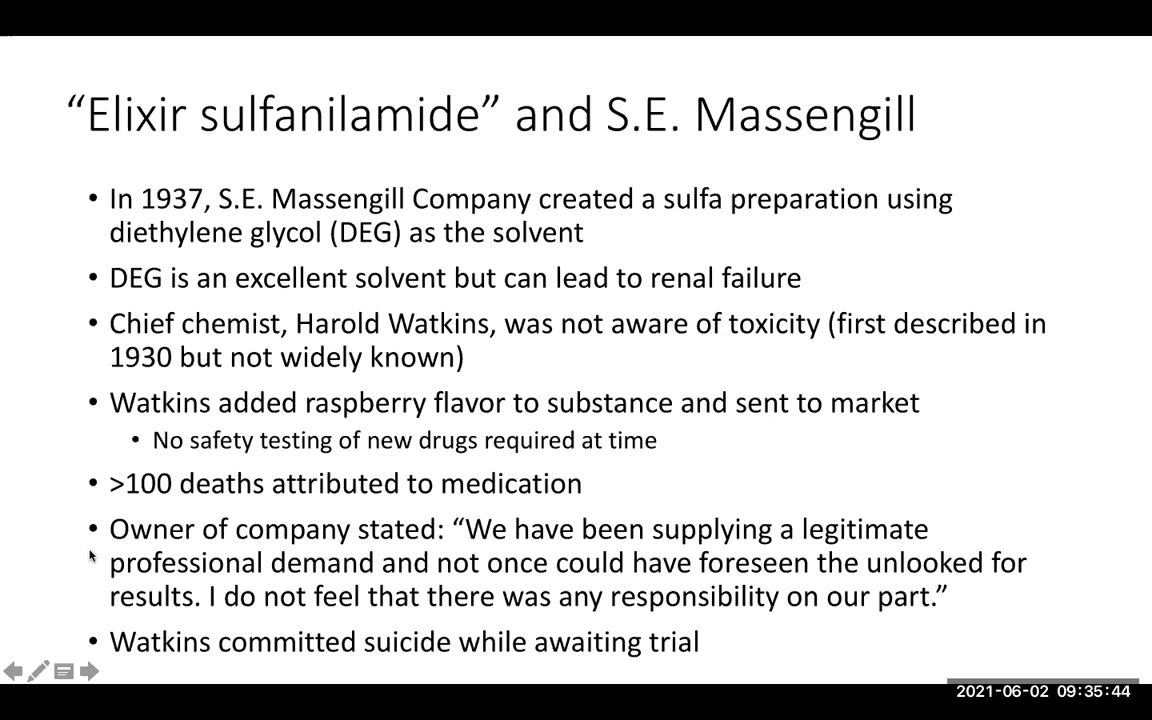 “Elixir sulfanilamide” and S.E. Massengill
• In 1937, S.E. Massengill Company created a sulfa preparation using
diethylene glycol (DEG) as the solvent
• DEG is an excellent solvent but can lead to renal failure
• Chief chemist, Harold Watkins, was not aware of toxicity (first described in
1930 but not widely known)
• Watkins added raspberry flavor to substance and sent to market
• No safety testing of new drugs required at time
• >100 deaths attributed to medication
• Owner of company stated: “We have been supplying a legitimate
professional demand and not once could have foreseen the unlooked for
results. I do not feel that there was any responsibility on our part.”
• Watkins committed suicide while awaiting trial
2021-06-02 09:35:44